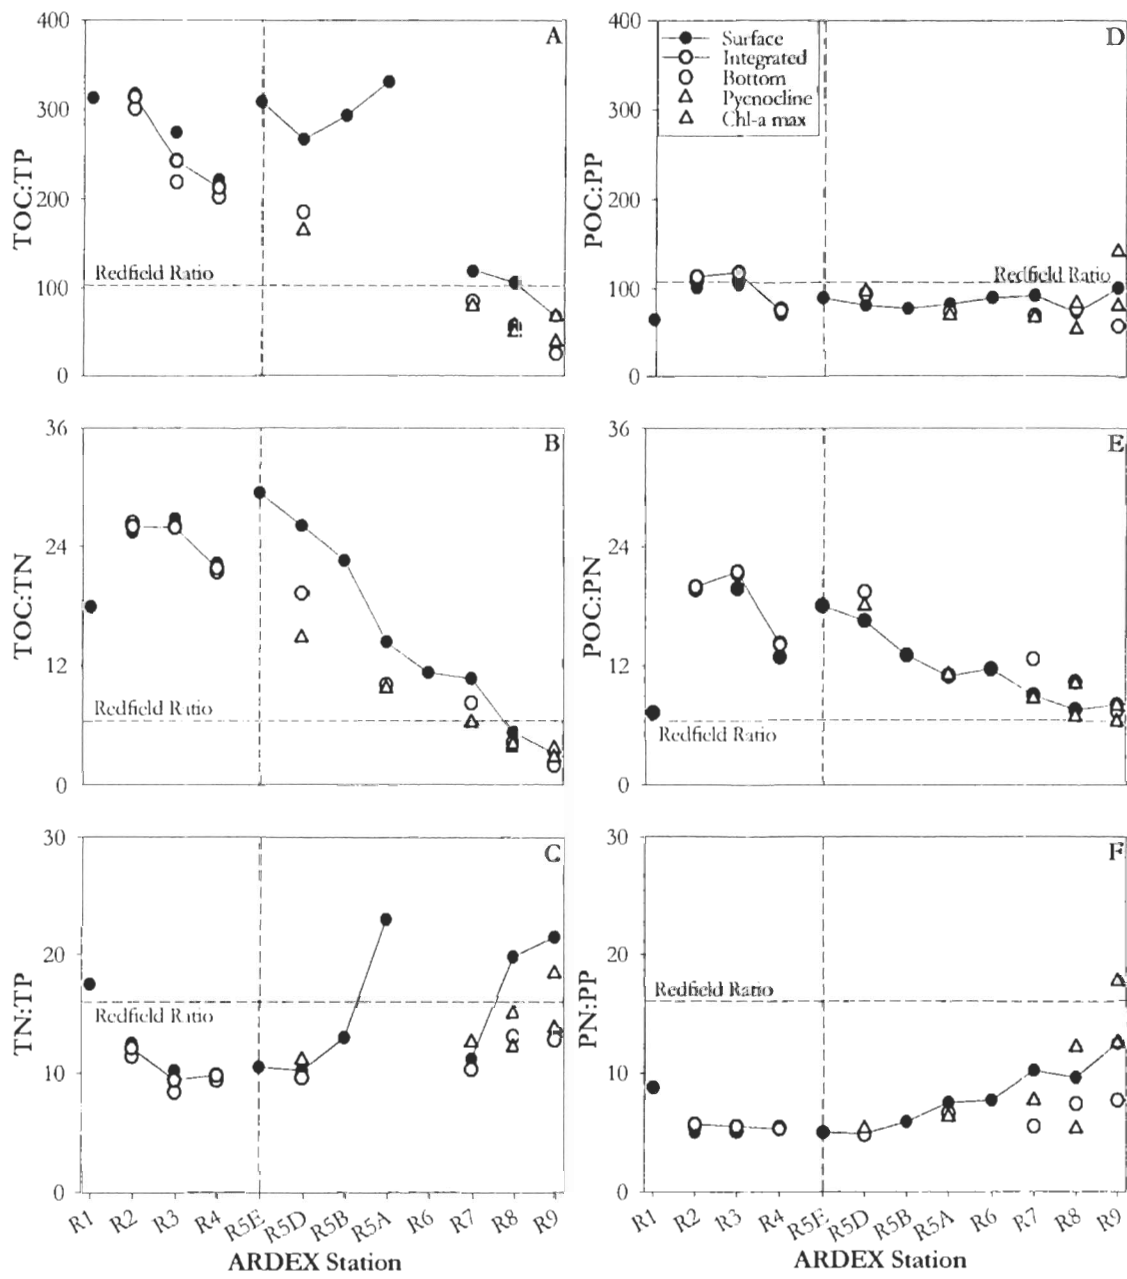 A
400
300
200
100
0
TOC:TP
Redfield Ratio
D
Surface
Integrated
Bottom
Pycnocline
Chl-a max
400
300
200
100
0
POC:PP
Redfield Ratio
B
36
24
12
0
TOC:TN
Redfield Ratio
E
36
24
12
0
POC:PN
Redfield Ratio
C
30
20
10
0
TN:TP
Redfield Ratio
R1 R2 R3 R4 R5E R5D R5B R5A R6 R7 R8 R9
ARDEX Station
F
30
20
10
0
PN:PP
Redfield Ratio
R1 R2 R3 R4 R5E R5D R5B R5A R6 R7 R8 R9
ARDEX Station